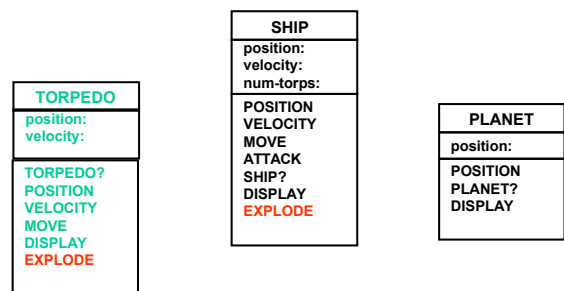 TORPEDO
position:
velocity:
TORPEDO?
POSITION
VELOCITY
MOVE
DISPLAY
EXPLODE
SHIP
position:
velocity:
num-torps:
POSITION
VELOCITY
MOVE
ATTACK
SHIP?
DISPLAY
EXPLODE
PLANET
position:
POSITION
PLANET?
DISPLAY